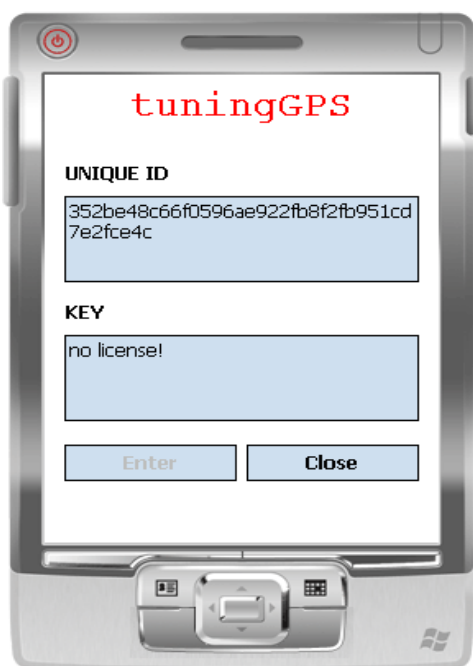 tuningGPS
UNIQUE ID
352be48c66f0596ae922fb8f2fb951cd
7e2fce4c
KEY
no license!
Enter
Close